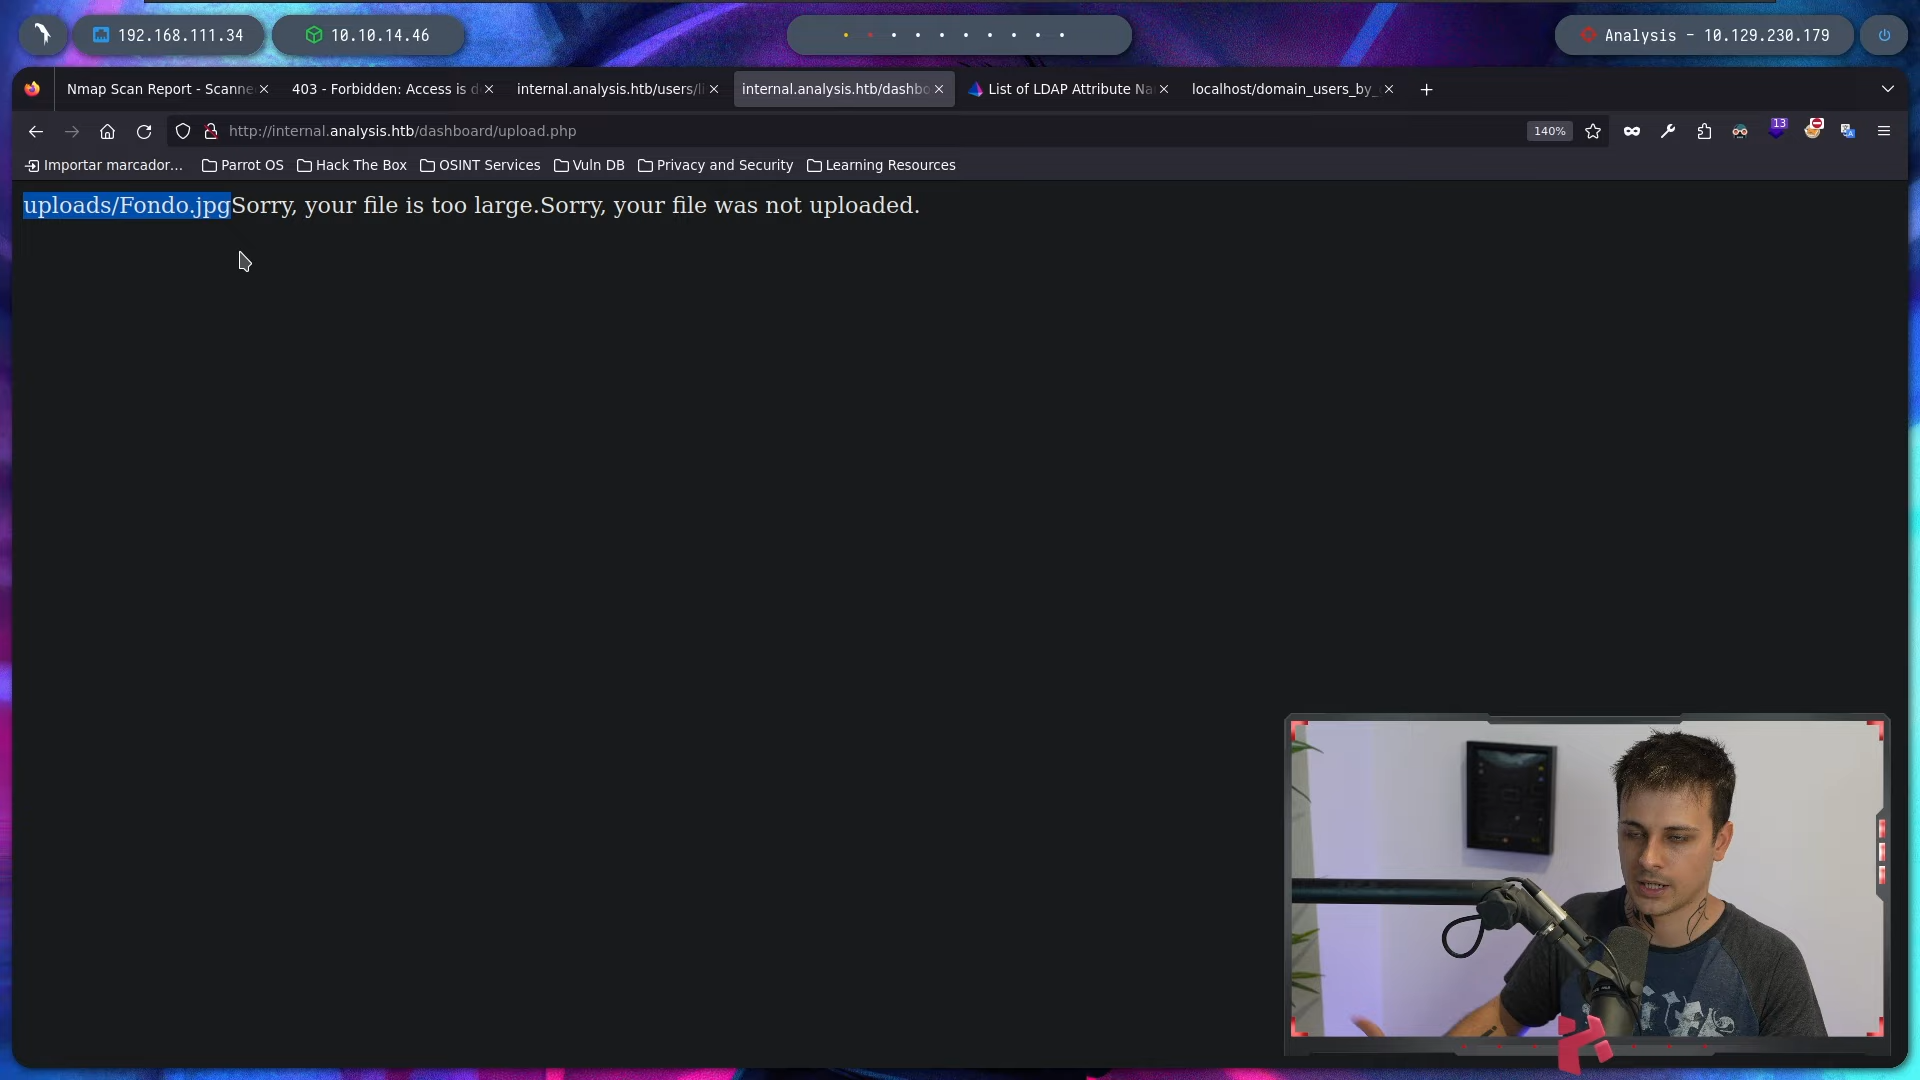 192.168.111.34
10.10.14.46
Analysis - 10.129.230.179
Nmap Scan Report - Scanne
403 - Forbidden: Access is d
internal.analysis.htb/users/li
internal.analysis.htb/dashbo
List of LDAP Attribute Na
localhost/domain_users_by_
http://internal.analysis.htb/dashboard/upload.php
140%
13
Importar marcador...
Parrot OS
Hack The Box
OSINT Services
Vuln DB
Privacy and Security
Learning Resources
uploads/Fondo.jpgSorry, your file is too large.Sorry, your file was not uploaded.